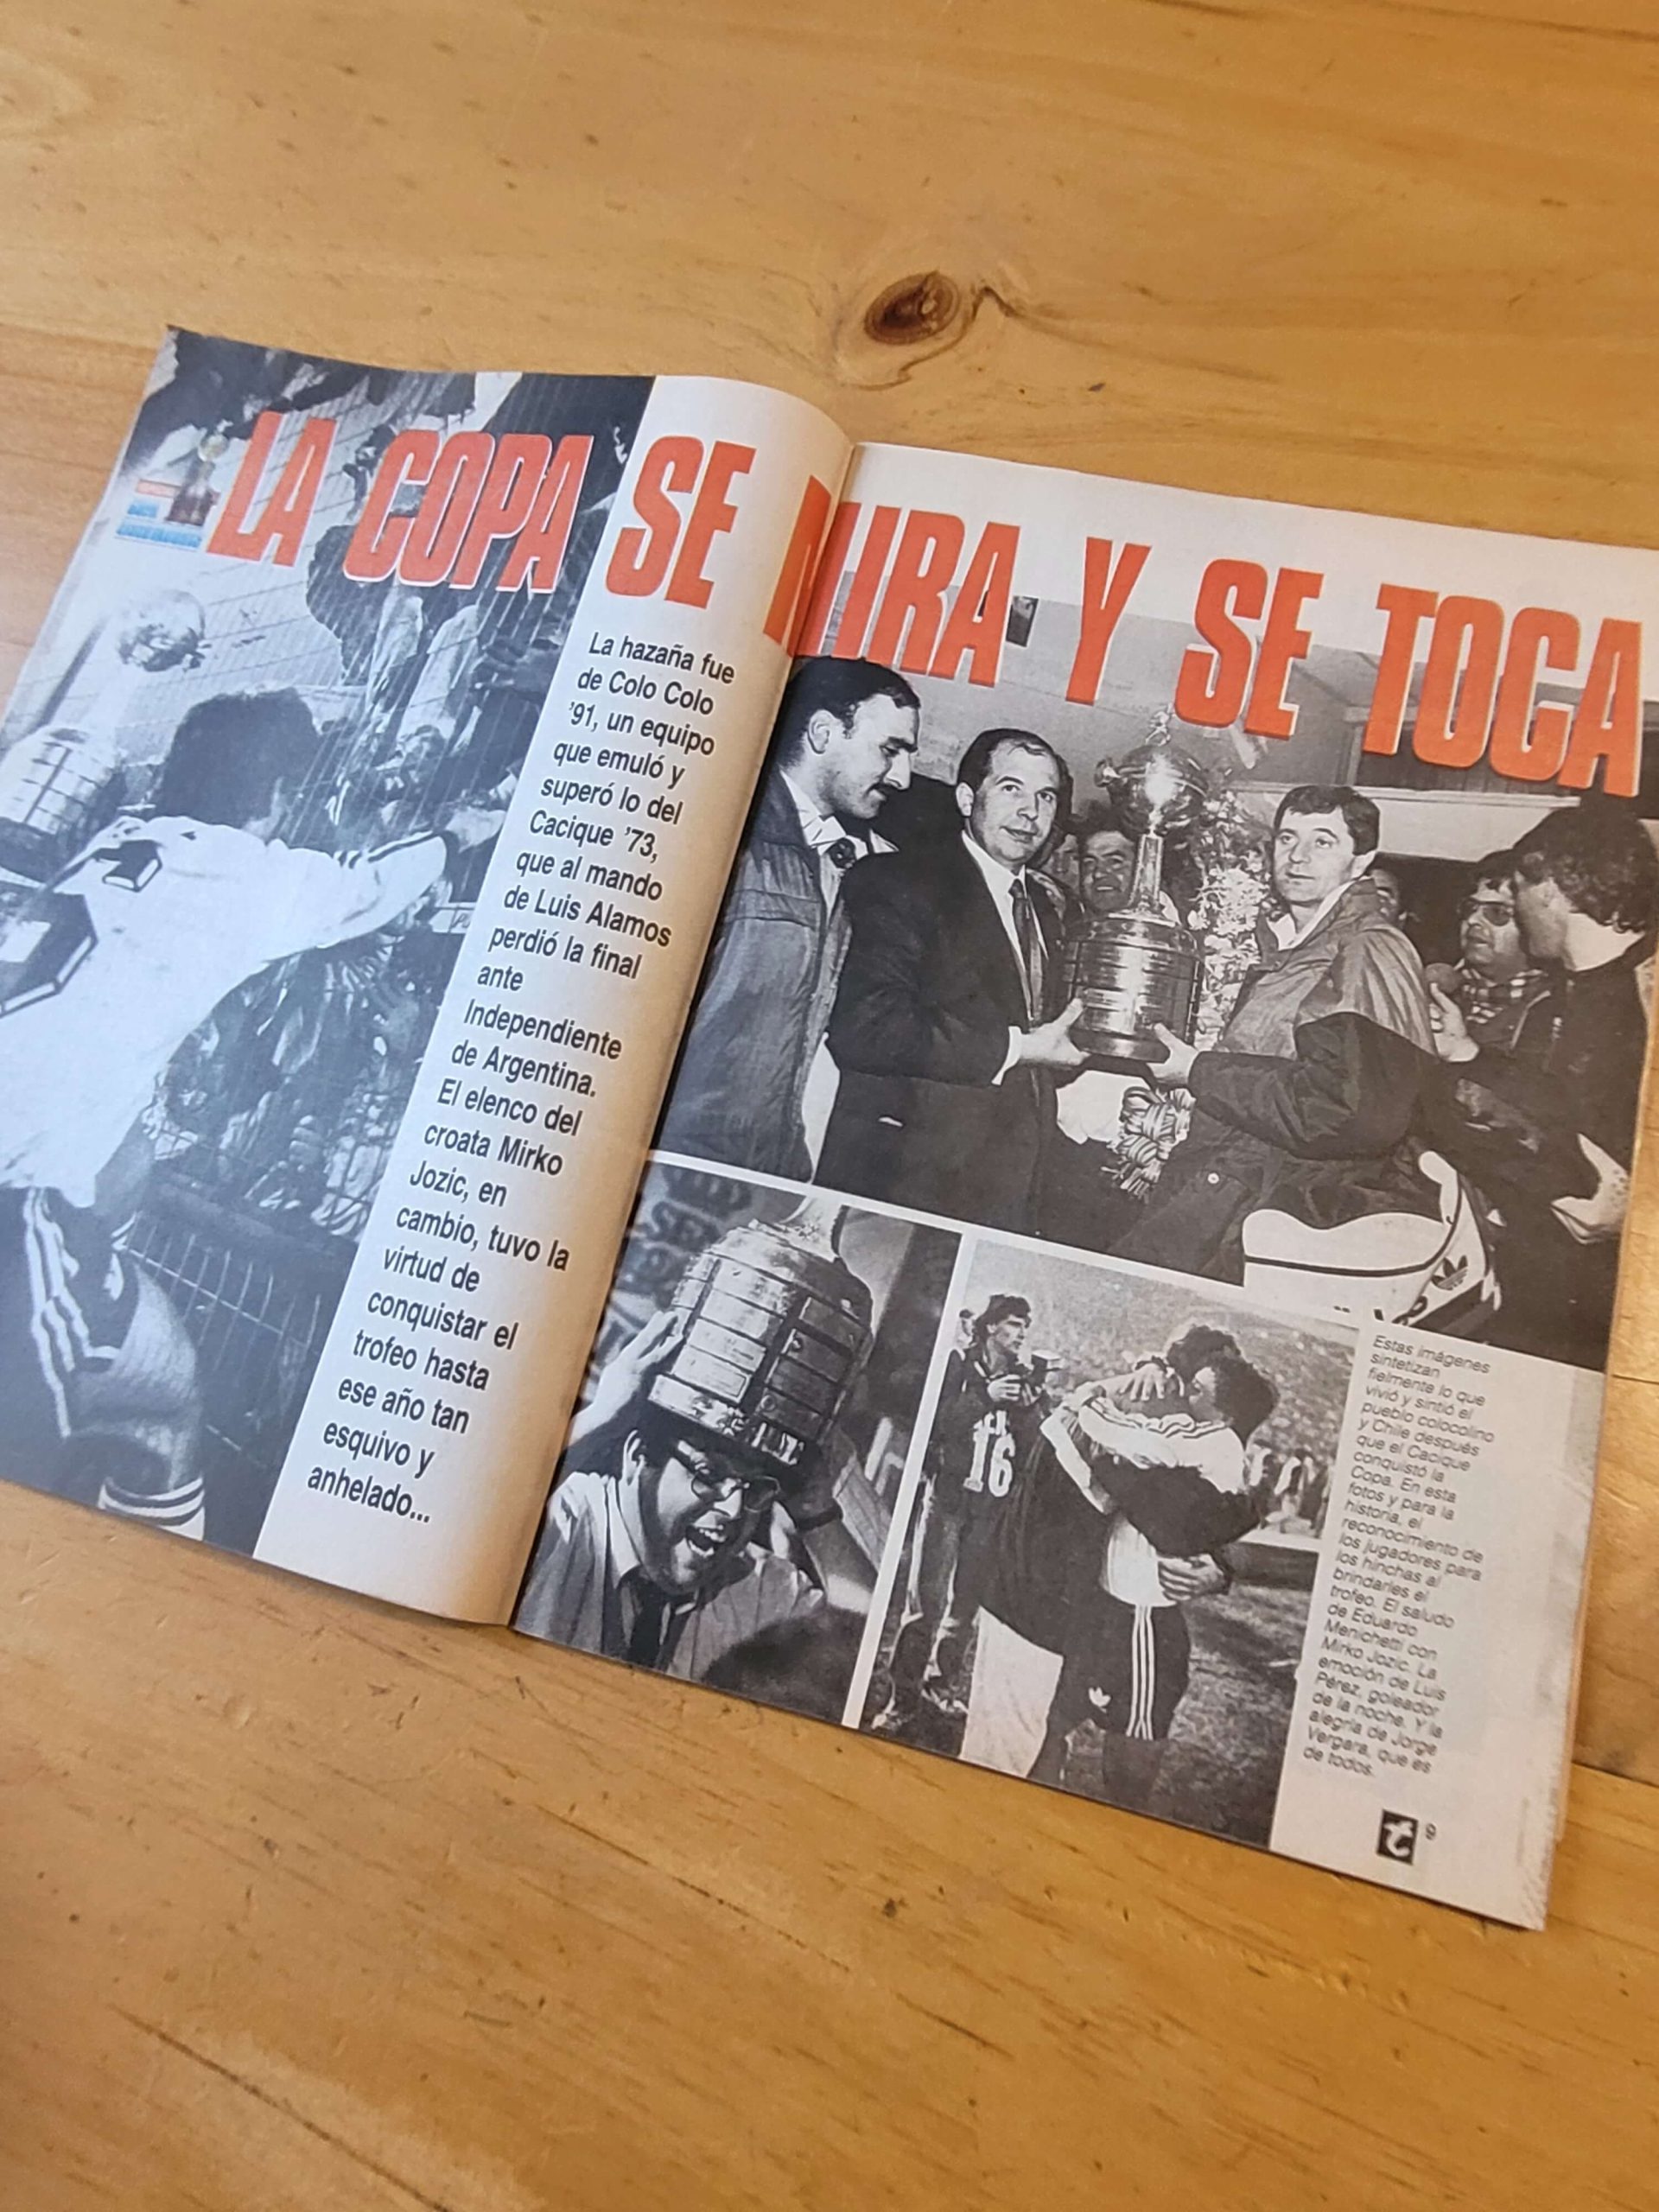 LA COPA SE MIRA Y SE TOCA
La hazaña fue
de Colo Colo
'91, un equipo
que emuló y
superó lo del
Cacique '73,
que al mando
de Luis Alamos
perdió la final
ante
Independiente
de Argentina.
El elenco del
croata Mirko
Jozic, en
cambio, tuvo la
virtud de
conquistar el
trofeo hasta
ese año tan
esquivo y
anhelado...
16
Estas imágenes
sintetizan
fielmente lo que
vivió y sintió el
pueblo colocolino
y Chile después
que el Cacique
conquistó la
Copa. En esta
fotos y para la
historia, el
reconocimiento de
los jugadores para
los hinchas al
brindarles el
trofeo. El saludo
de Eduardo
Menichetti con
Mirko Jozic. La
emoción de Luis
Pérez, goleador
de la noche. Y la
alegría de Jorge
Vergara, que es
de todos.
t 9